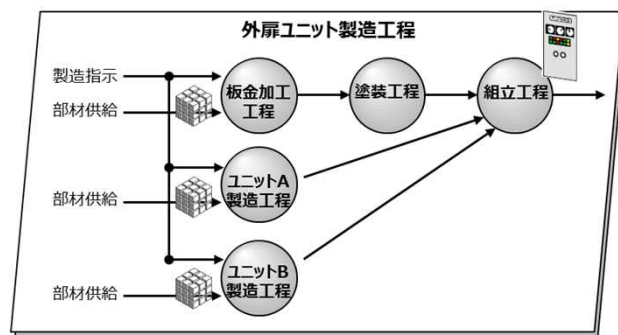 外扉ユニット製造工程
製造指示
部材供給
板金加工
工程
塗装工程
組立工程
部材供給
ユニットA
製造工程
部材供給
ユニットB
製造工程